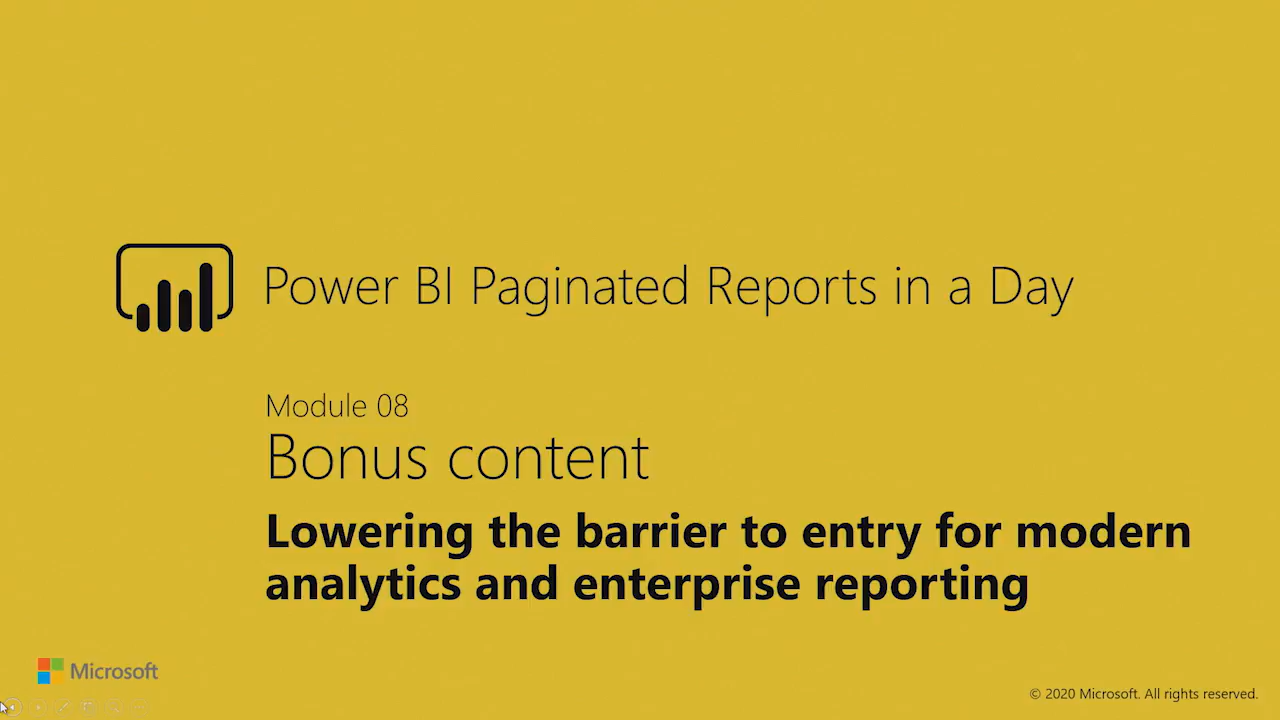 Power BI Paginated Reports in a Day
Module 08
Bonus content
Lowering the barrier to entry for modern
analytics and enterprise reporting
Microsoft
© 2020 Microsoft. All rights reserved.